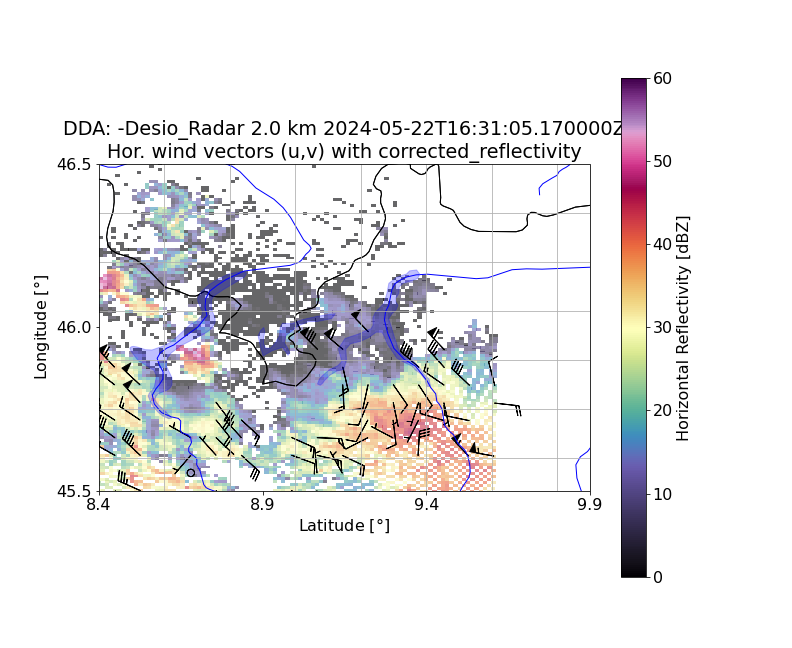 DDA: -Desio_Radar 2.0 km 2024-05-22T16:31:05.170000Z
Hor. wind vectors (u,v) with corrected_reflectivity
46.5
46.0
45.5
Longitude [°]
8.4
8.9
9.4
9.9
Latitude [°]
60
50
40
30
20
10
0
Horizontal Reflectivity [dBZ]